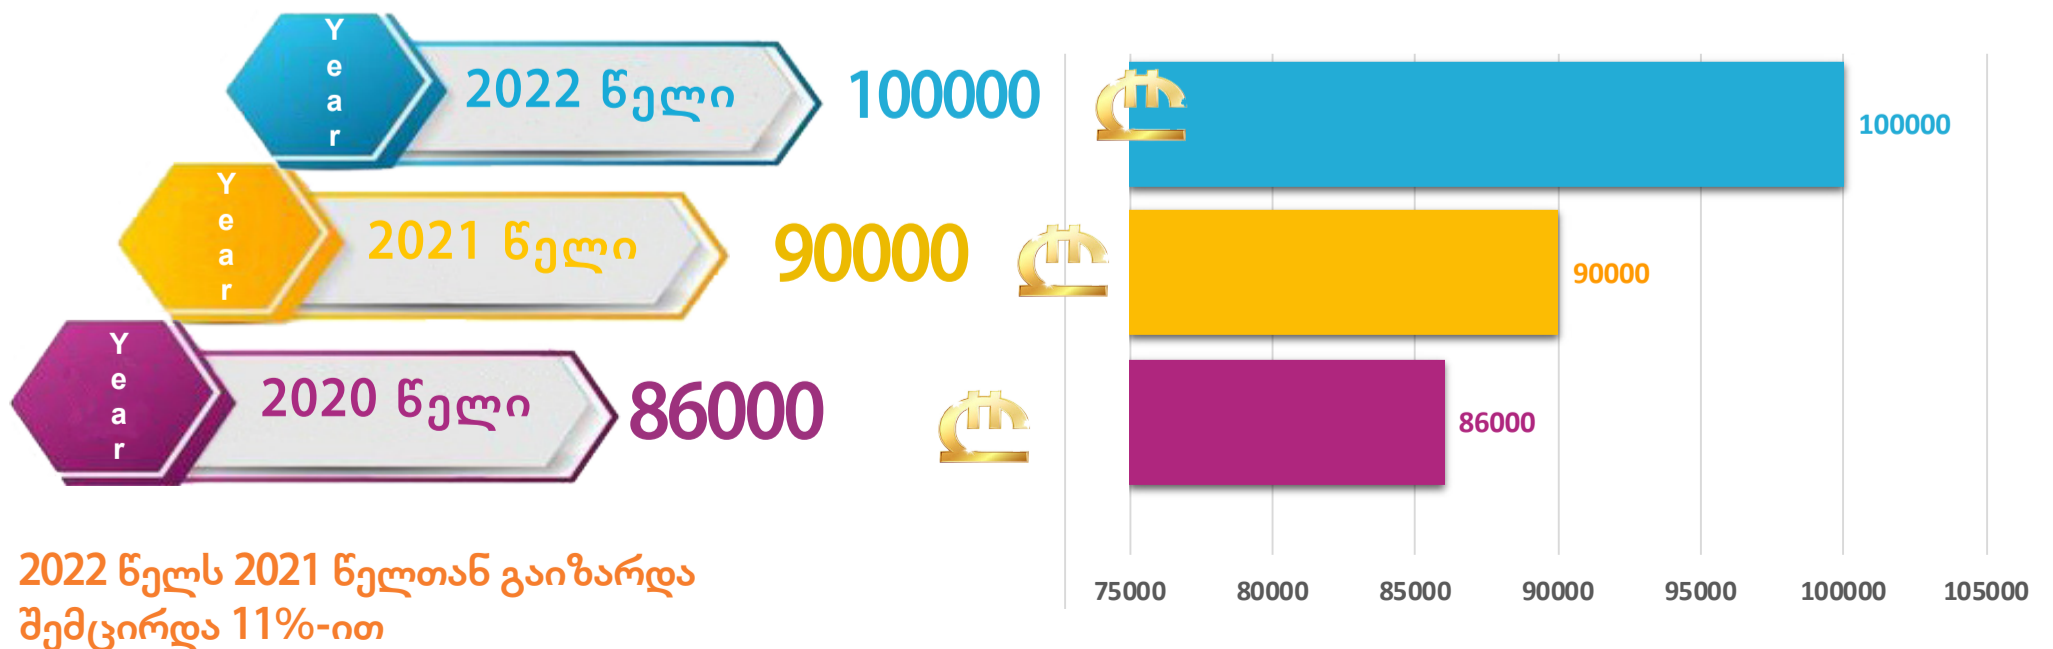 Year
2022 წელი
100000 ₾
Year
2021 წელი
90000 ₾
Year
2020 წელი
86000 ₾
2022 წელს 2021 წელთან გაიზარდა
შემცირდა 11%-ით
100000
90000
86000
75000 80000 85000 90000 95000 100000 105000